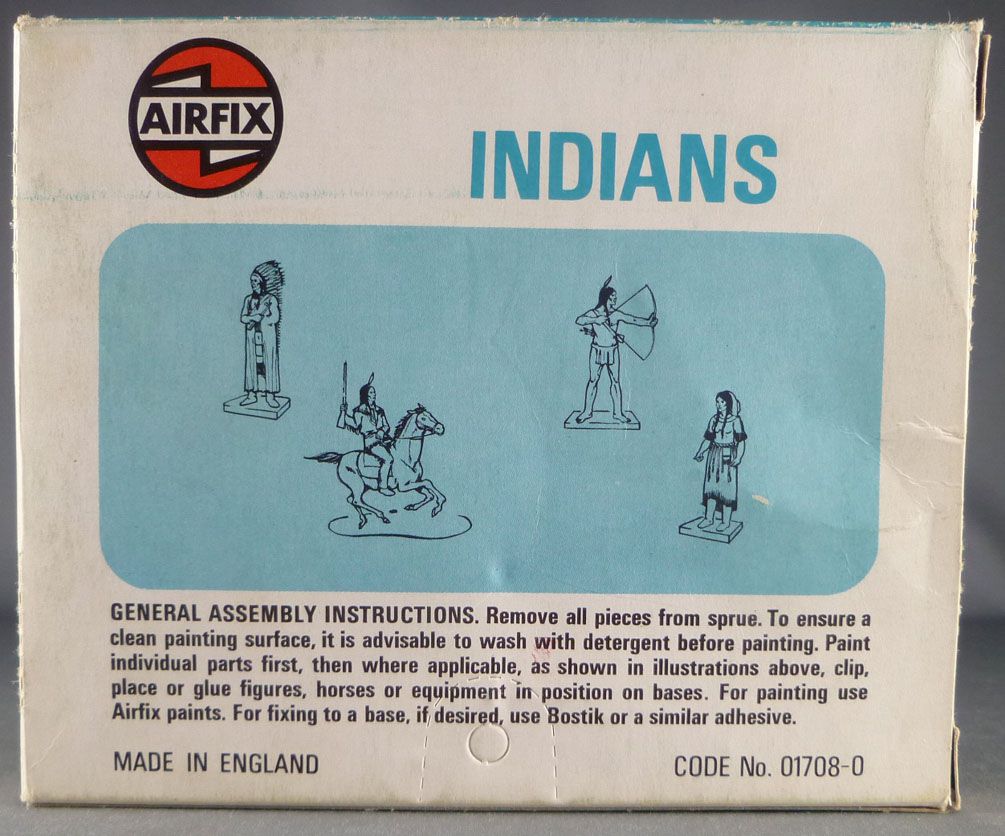 AIRFIX
INDIANS
GENERAL ASSEMBLY INSTRUCTIONS. Remove all pieces from sprue. To ensure a
clean painting surface, it is advisable to wash with detergent before painting. Paint
individual parts first, then where applicable, as shown in illustrations above, clip,
place or glue figures, horses or equipment in position on bases. For painting use
Airfix paints. For fixing to a base, if desired, use Bostik or a similar adhesive.
MADE IN ENGLAND
CODE No. 01708-0